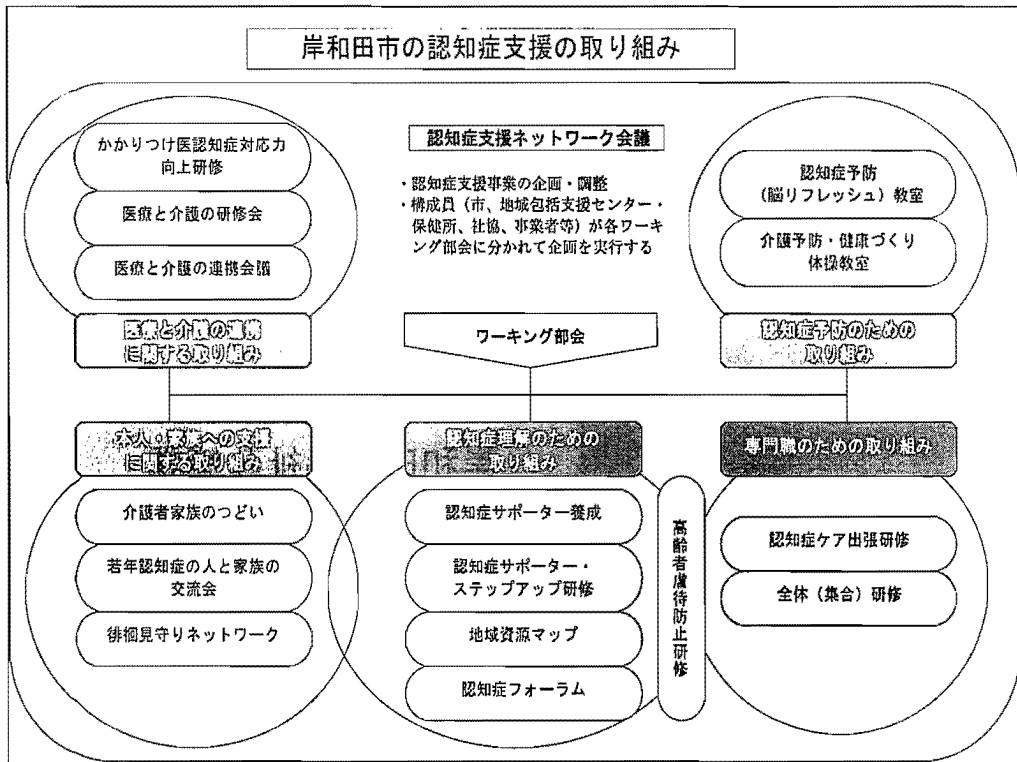 岸和田市の認知症支援の取り組み
かかりつけ医認知症対応力
向上研修
医療と介護の研修会
医療と介護の連携会議
医療と介護の連携
に関する取り組み
認知症支援ネットワーク会議
・認知症支援事業の企画・調整
・構成員（市、地域包括支援センター・
保健所、社協、事業者等）が各ワーキ
ング部会に分かれて企画を実行する
ワーキング部会
認知症予防
（脳リフレッシュ）教室
介護予防・健康づくり
体操教室
認知症予防のための
取り組み
本人・家族への支援
に関する取り組み
介護者家族のつどい
若年認知症の人と家族の
交流会
徘徊見守りネットワーク
認知症理解のための
取り組み
認知症サポーター養成
認知症サポーター・
ステップアップ研修
地域資源マップ
認知症フォーラム
高齢者虐待防止研修
専門職のための取り組み
認知症ケア出張研修
全体（集合）研修